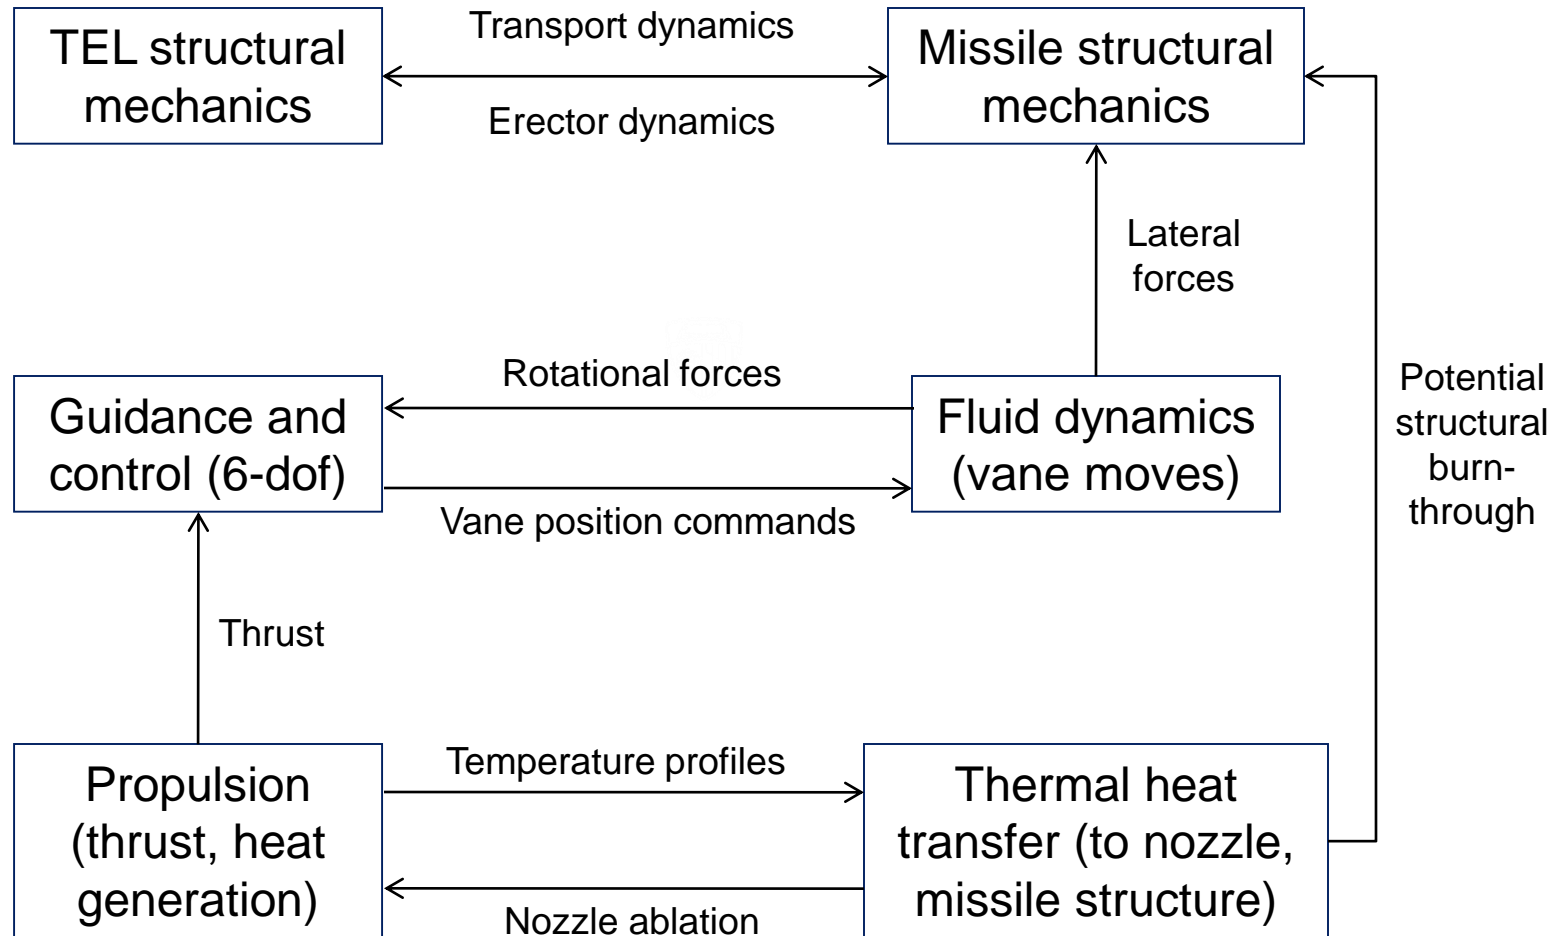 TEL structural
mechanics
Transport dynamics
Erector dynamics
Missile structural
mechanics
Lateral
forces
Guidance and
control (6-dof)
Rotational forces
Vane position commands
Fluid dynamics
(vane moves)
Potential
structural
burn-
through
Thrust
Propulsion
(thrust, heat
generation)
Temperature profiles
Nozzle ablation
Thermal heat
transfer (to nozzle,
missile structure)